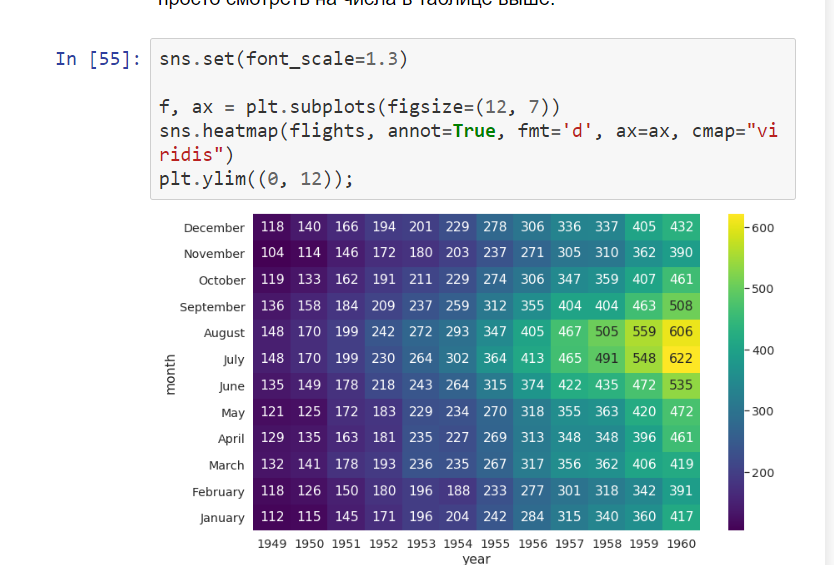 просто смотреть на числа в таблице выше.
In [55]:
sns.set(font_scale=1.3)
f, ax = plt.subplots(figsize=(12, 7))
sns.heatmap(flights, annot=True, fmt='d', ax=ax, cmap="vi
ridis")
plt.ylim((0, 12));
December 118 140 166 194 201 229 278 306 336 337 405 432
November 104 114 146 172 180 203 237 271 305 310 362 390
October 119 133 162 191 211 229 274 306 347 359 407 461
September 136 158 184 209 237 259 312 355 404 404 463 508
August 148 170 199 242 272 293 347 405 467 505 559 606
July 148 170 199 230 264 302 364 413 465 491 548 622
June 135 149 178 218 243 264 315 374 422 435 472 535
May 121 125 172 183 229 234 270 318 355 363 420 472
April 129 135 163 181 235 227 269 313 348 348 396 461
March 132 141 178 193 236 235 267 317 356 362 406 419
February 118 126 150 180 196 188 233 277 301 318 342 391
January 112 115 145 171 196 204 242 284 315 340 360 417
1949 1950 1951 1952 1953 1954 1955 1956 1957 1958 1959 1960
year
month
600
500
400
300
200